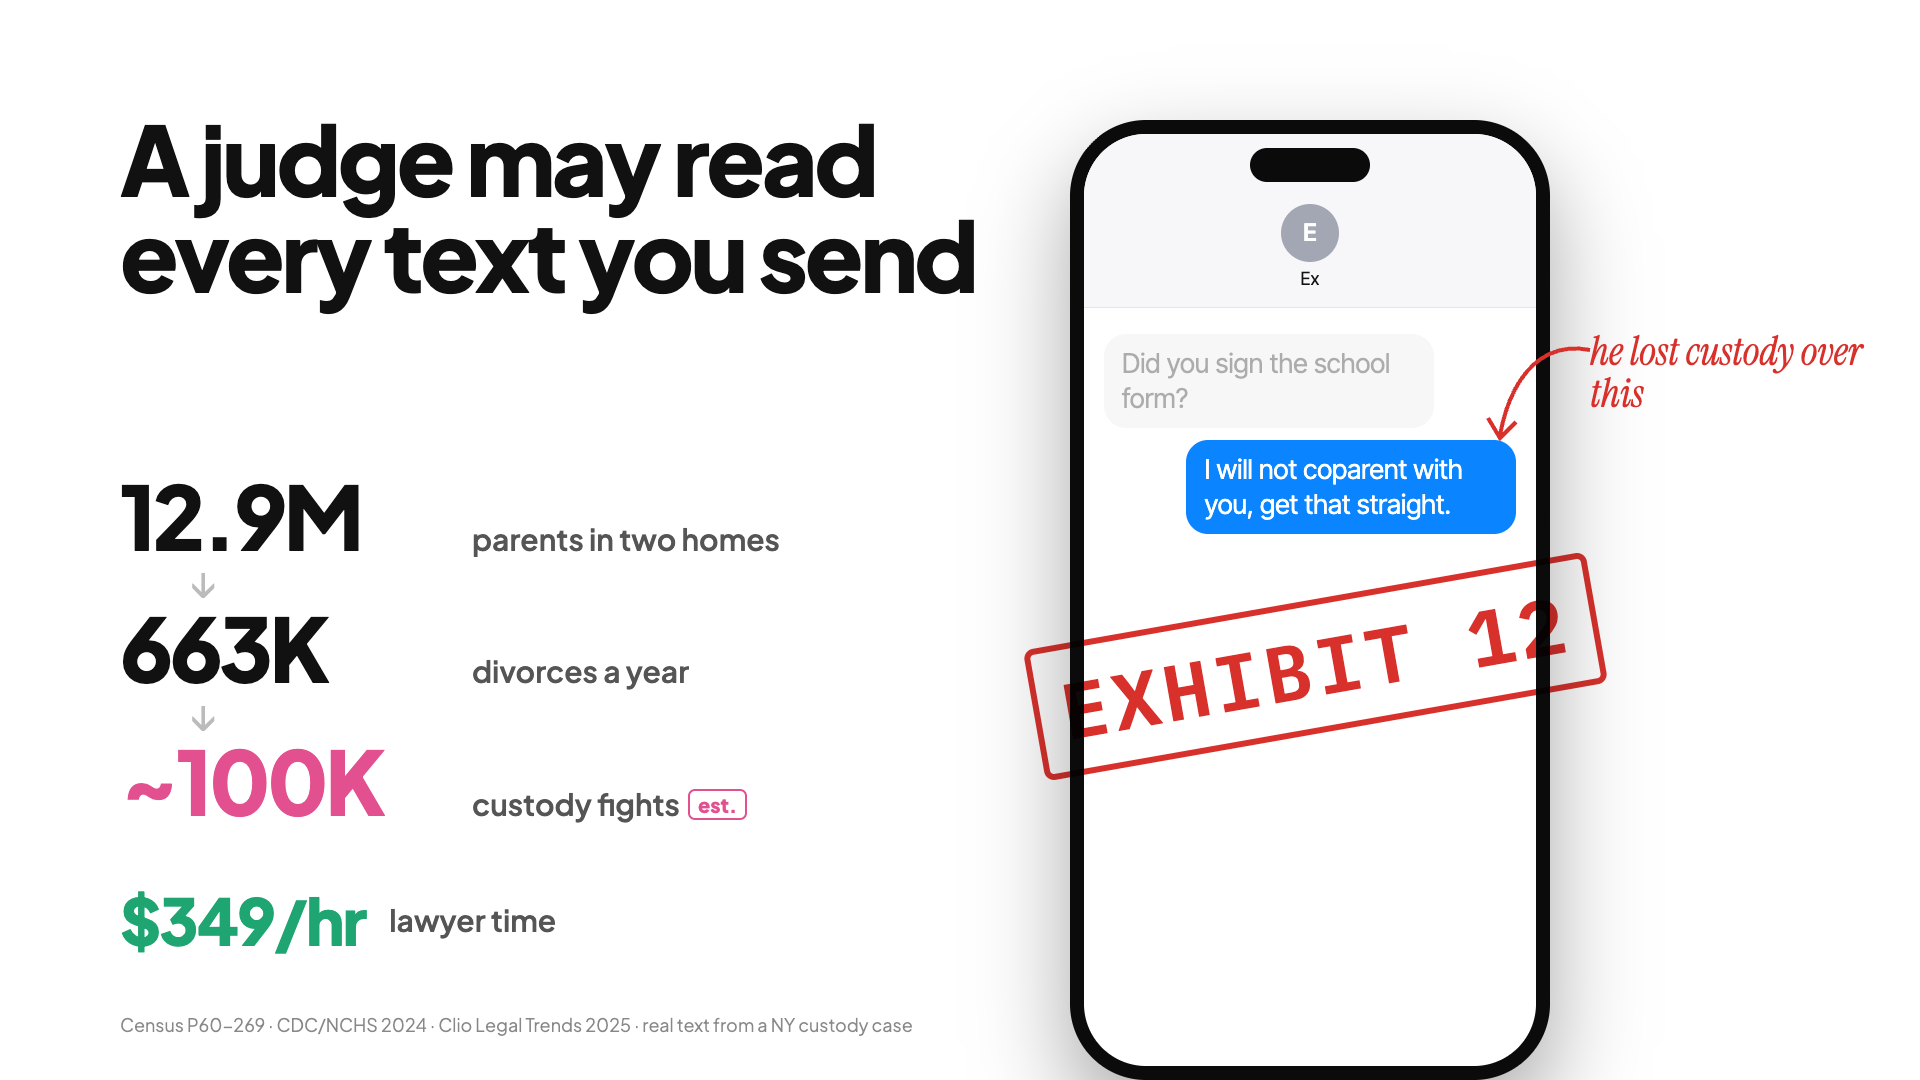 A judge may read
every text you send
12.9M parents in two homes
↓
663K divorces a year
↓
~100K custody fights est.
$349/hr lawyer time
Census P60-269 · CDC/NCHS 2024 · Clio Legal Trends 2025 · real text from a NY custody case
E
Ex
Did you sign the school
form?
I will not coparent with
you, get that straight.
he lost custody over
this
EXHIBIT 12